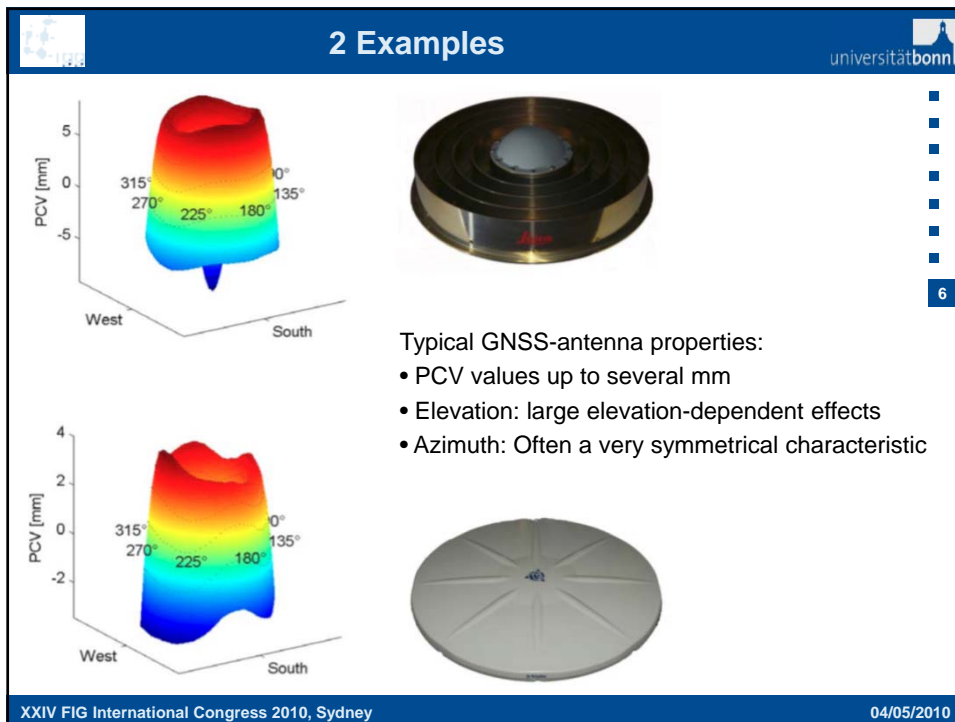 2 Examples
universitätbonn
5
0
-5
PCV [mm]
315°
270°
225°
180°
135°
West
South
6
Typical GNSS-antenna properties:
• PCV values up to several mm
• Elevation: large elevation-dependent effects
• Azimuth: Often a very symmetrical characteristic
4
2
0
-2
PCV [mm]
315°
270°
225°
180°
135°
West
South
XXIV FIG International Congress 2010, Sydney
04/05/2010